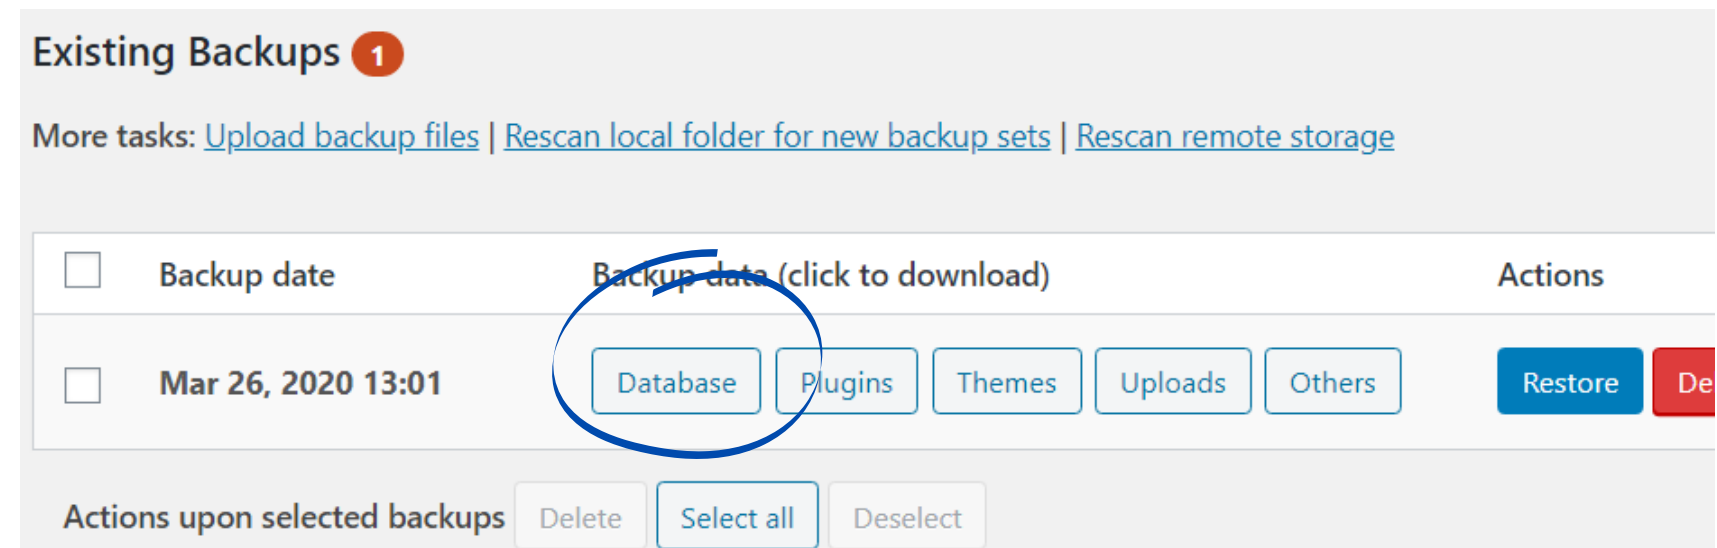 Existing Backups 1
More tasks: Upload backup files | Rescan local folder for new backup sets | Rescan remote storage
Backup date Backup data (click to download) Actions
Mar 26, 2020 13:01 Database Plugins Themes Uploads Others Restore De
Actions upon selected backups Delete Select all Deselect